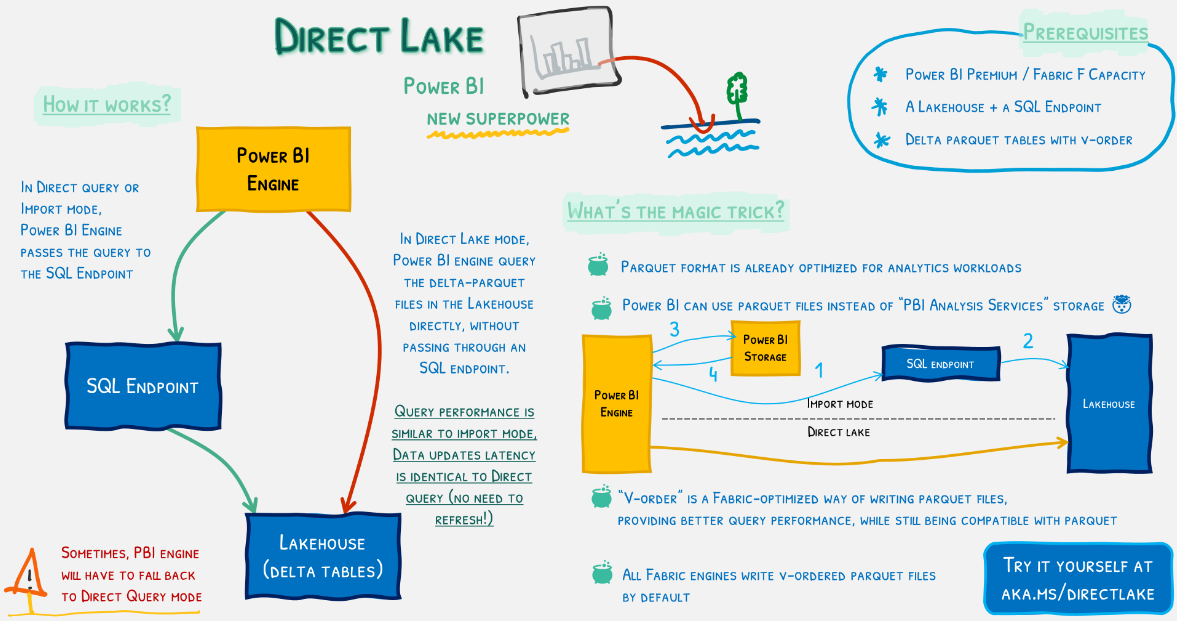 Direct Lake
Power BI
new superpower
Prerequisites
Power BI Premium / Fabric F Capacity
A Lakehouse + a SQL Endpoint
Delta parquet tables with v-order
How it works?
Power BI
Engine
In Direct query or
Import mode,
Power BI Engine
passes the query to
the SQL Endpoint
SQL Endpoint
Lakehouse
(delta tables)
In Direct Lake mode,
Power BI engine query
the delta-parquet
files in the Lakehouse
directly, without
passing through an
SQL endpoint.
Query performance is
similar to import mode,
Data updates latency
is identical to Direct
query (no need to
refresh!)
!
Sometimes, PBI engine
will have to fall back
to Direct Query mode
What's the magic trick?
Parquet format is already optimized for analytics workloads
Power BI can use parquet files instead of "PBI Analysis Services" storage
Power BI
Engine
3
4
Power BI
Storage
1
SQL endpoint
2
Lakehouse
Import mode
Direct lake
"V-order" is a Fabric-optimized way of writing parquet files,
providing better query performance, while still being compatible with parquet
All Fabric engines write v-ordered parquet files
by default
Try it yourself at
aka.ms/directlake